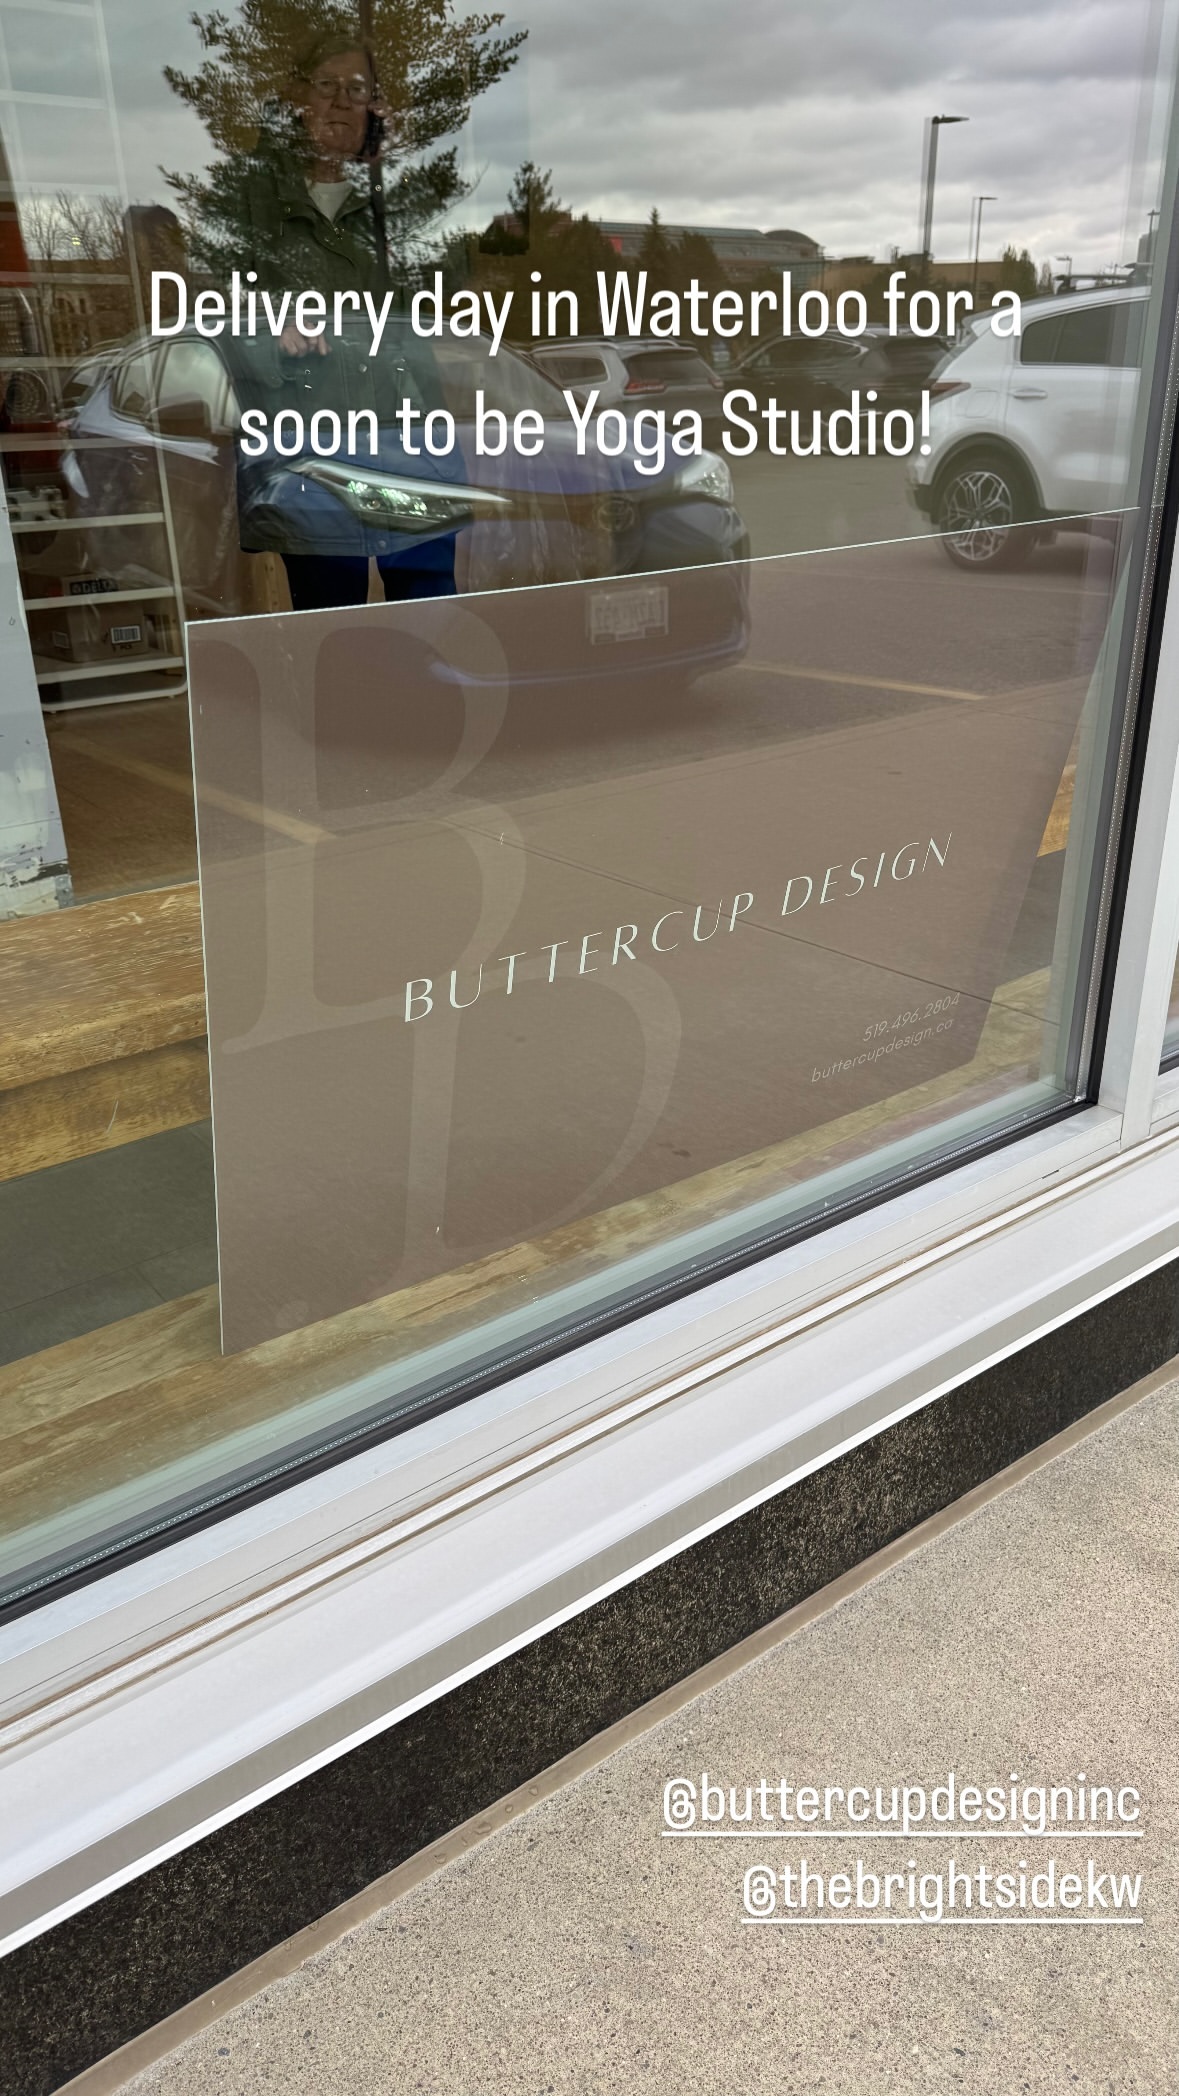 Delivery day in Waterloo for a
soon to be Yoga Studio!
BUTTERCUP DESIGN
519.496.2804
buttercupdesign.ca
@buttercupdesigninc
@thebrightsidekw